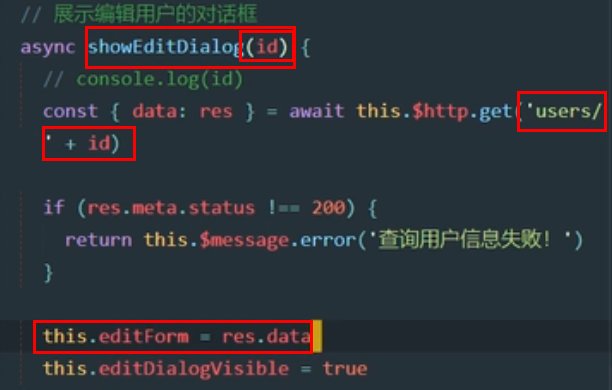 // 展示编辑用户的对话框
async showEditDialog(id) {
// console.log(id)
const { data: res } = await this.$http.get('users/
' + id)
if (res.meta.status !== 200) {
return this.$message.error('查询用户信息失败！')
}
this.editForm = res.data
this.editDialogVisible = true